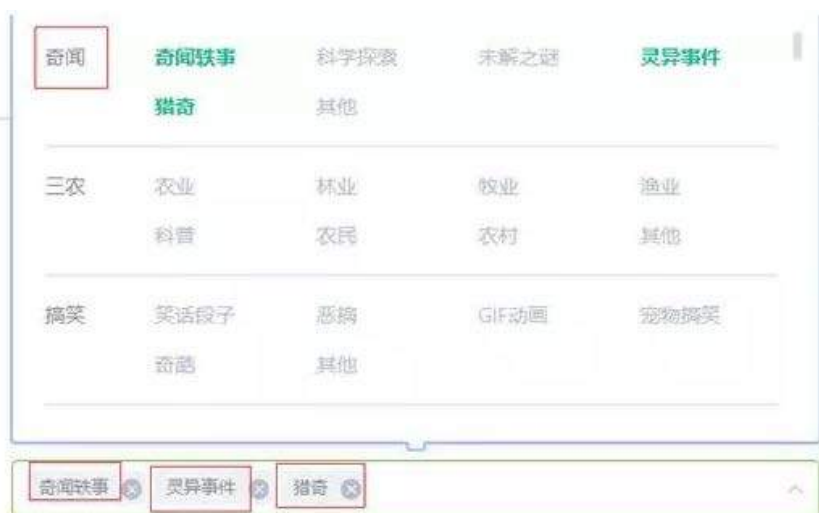 奇闻 奇闻轶事 科学探索 未解之谜 灵异事件
猎奇 其他
三农 农业 林业 牧业 渔业
科普 农民 农村 其他
搞笑 笑话段子 恶搞 GIF动画 宠物搞笑
奇酷 其他
奇闻轶事 灵异事件 猎奇